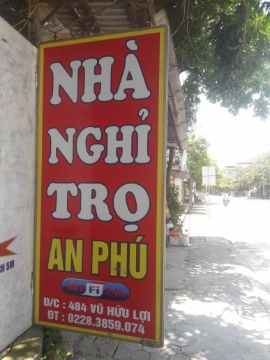 NHÀ
NGHỈ
TRỌ
AN PHÚ
Wi Fi
Đ/C : 484 VŨ HỮU LỢI
ĐT : 0228.3859.074